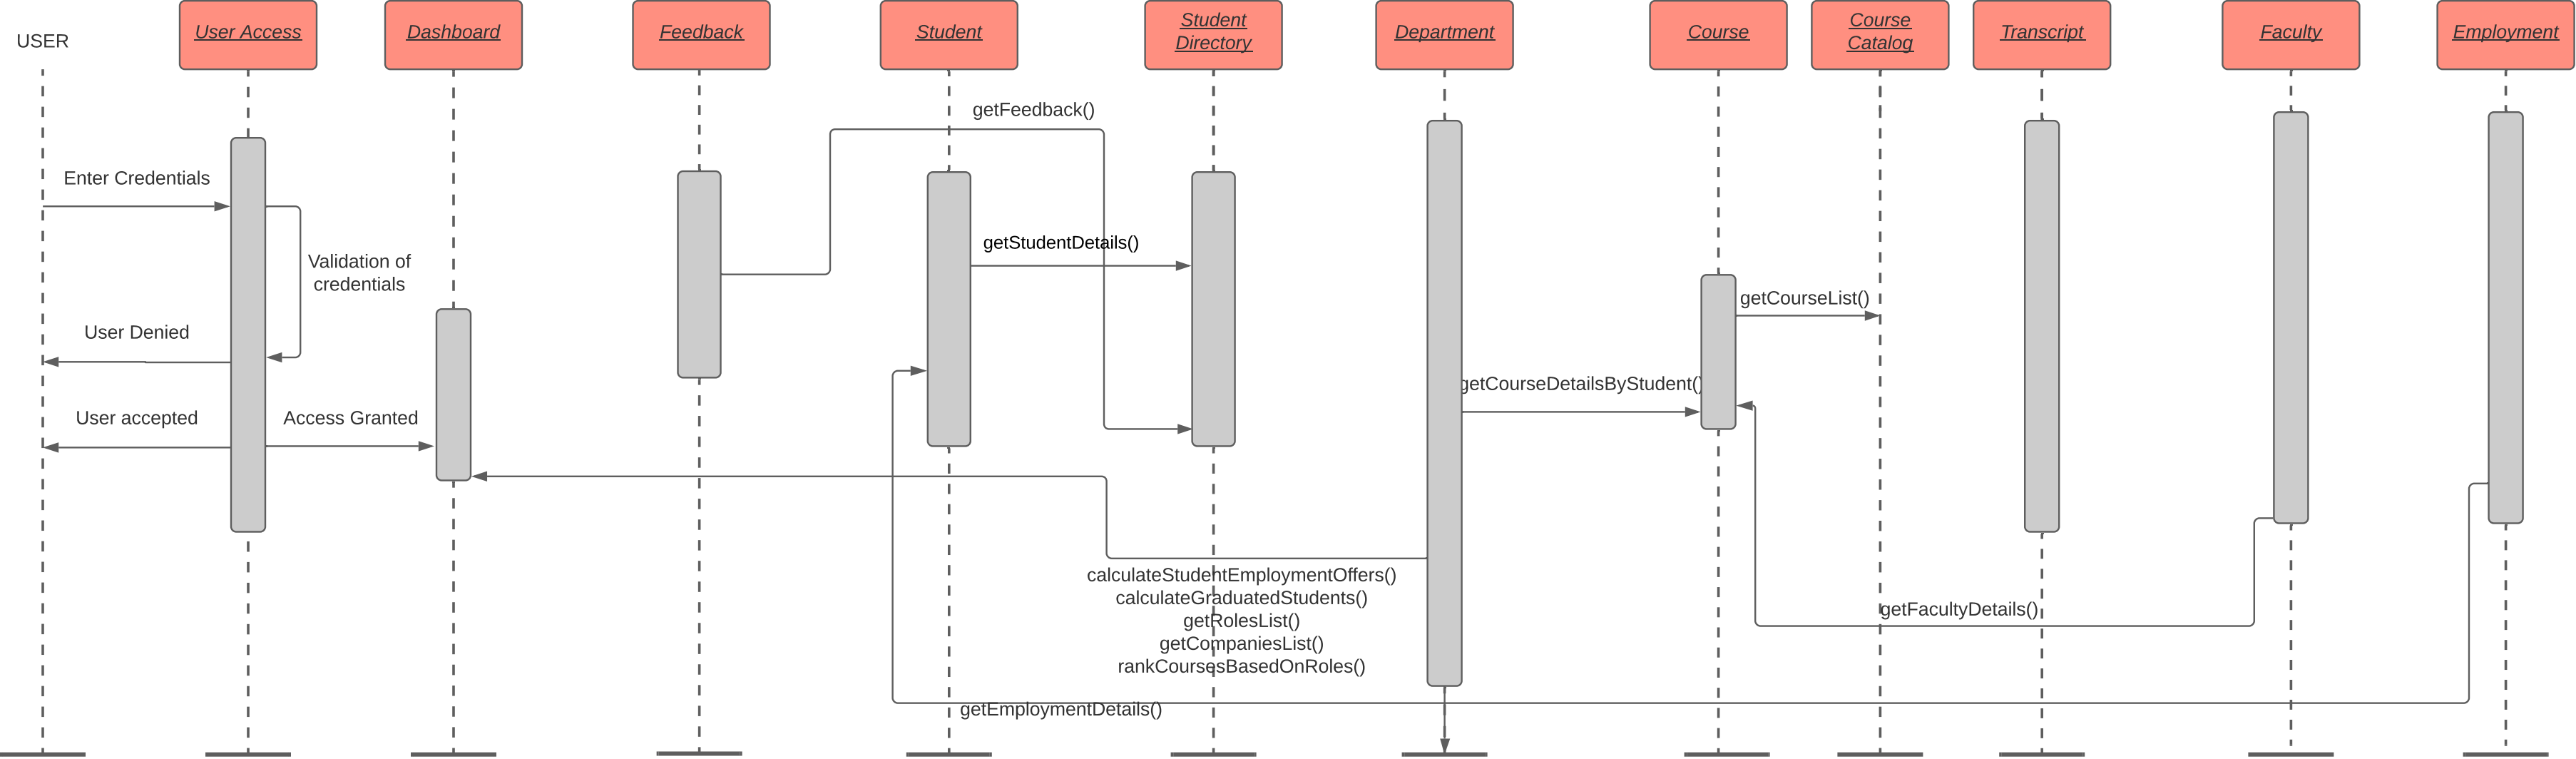 USER
User Access
Dashboard
Feedback
Student
Student
Directory
Department
Course
Course
Catalog
Transcript
Faculty
Employment
getFeedback()
Enter Credentials
getStudentDetails()
Validation of
credentials
getCourseList()
User Denied
getCourseDetailsByStudent()
User accepted
Access Granted
calculateStudentEmploymentOffers()
calculateGraduatedStudents()
getRolesList()
getCompaniesList()
rankCoursesBasedOnRoles()
getFacultyDetails()
getEmploymentDetails()